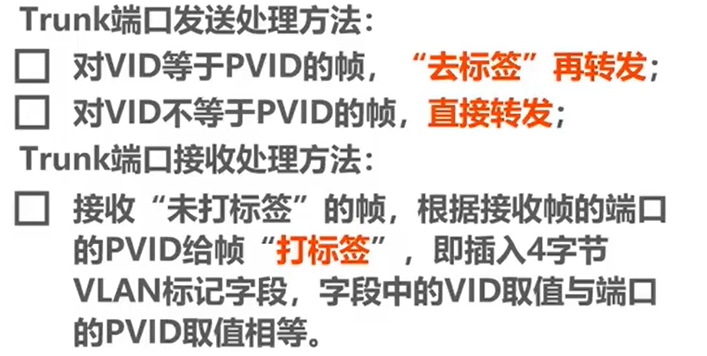 Trunk端口发送处理方法：
对VID等于PVID的帧，“去标签”再转发；
对VID不等于PVID的帧，直接转发；
Trunk端口接收处理方法：
接收“未打标签”的帧，根据接收帧的端口
的PVID给帧“打标签”，即插入4字节
VLAN标记字段，字段中的VID取值与端口
的PVID取值相等。